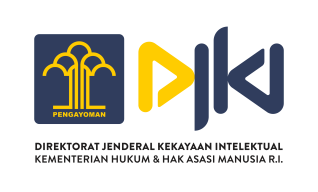 PENGAYOMAN
djki
DIREKTORAT JENDERAL KEKAYAAN INTELEKTUAL
KEMENTERIAN HUKUM & HAK ASASI MANUSIA R.I.